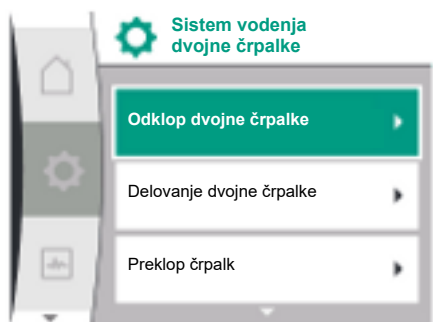 Sistem vodenja
dvojne črpalke
Odklop dvojne črpalke
Delovanje dvojne črpalke
Preklop črpalk